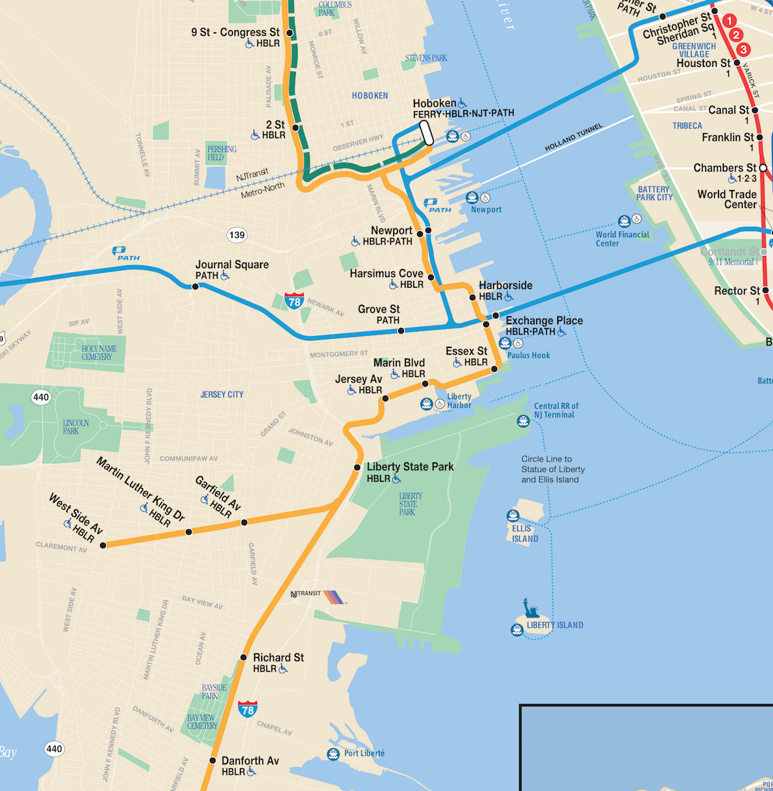 COLUMBUS
PARK
9 St - Congress St
HBLR
6 ST
WILLOW AV
MONROE ST
PALISADE AV
STEVENS PARK
River
PATH
Christopher St
Sheridan Sq
1
1
2
3
W 4 S
GREENWICH
VILLAGE
Houston St
1
HOUSTON ST
VARICK ST
SPRING ST
CANAL ST
Canal St
1
TRIBECA
Franklin St
1
HOBOKEN
Hoboken
FERRY•HBLR•NJT•PATH
2 St
HBLR
1 ST
OBSERVER HWY
HOLLAND TUNNEL
TONNELLE AV
SUMMIT AV
PERSHING
FIELD
NJTransit
Metro-North
Chambers St
1•2•3
BATTERY
PARK CITY
World Trade
Center
MARIN BLVD
PATH
Newport
World Financial
Center
Cortlandt St
9/11 Memorial
139
Newport
HBLR•PATH
PATH
Journal Square
PATH
Harsimus Cove
HBLR
Harborside
HBLR
Rector St
1
78
NEWARK AV
WEST SIDE AV
Grove St
PATH
Exchange Place
HBLR•PATH
SIP AV
HOLY NAME
CEMETERY
MONTGOMERY ST
Essex St
HBLR
Paulus Hook
Marin Blvd
HBLR
Jersey Av
HBLR
Liberty
Harbor
440
JERSEY CITY
Central RR of
NJ Terminal
LINCOLN
PARK
JOHN F KENNEDY BLVD
GRAND ST
JOHNSTON AV
COMMUNIPAW AV
Circle Line to
Statue of Liberty
and Ellis Island
Liberty State Park
HBLR
Martin Luther King Dr
HBLR
Garfield Av
HBLR
West Side Av
HBLR
LIBERTY
STATE
PARK
ELLIS
ISLAND
CLAREMONT AV
GARFIELD AV
NJTRANSIT
BAY VIEW AV
WEST SIDE AV
MARTIN LUTHER KING DR
OCEAN AV
LIBERTY ISLAND
Richard St
HBLR
BAYSIDE
PARK
78
BAY VIEW
CEMETERY
DANFORTH AV
CHAPEL AV
JOHN F KENNEDY BLVD
440
Bay
Port Liberté
Danforth Av
HBLR
GARFIELD AV